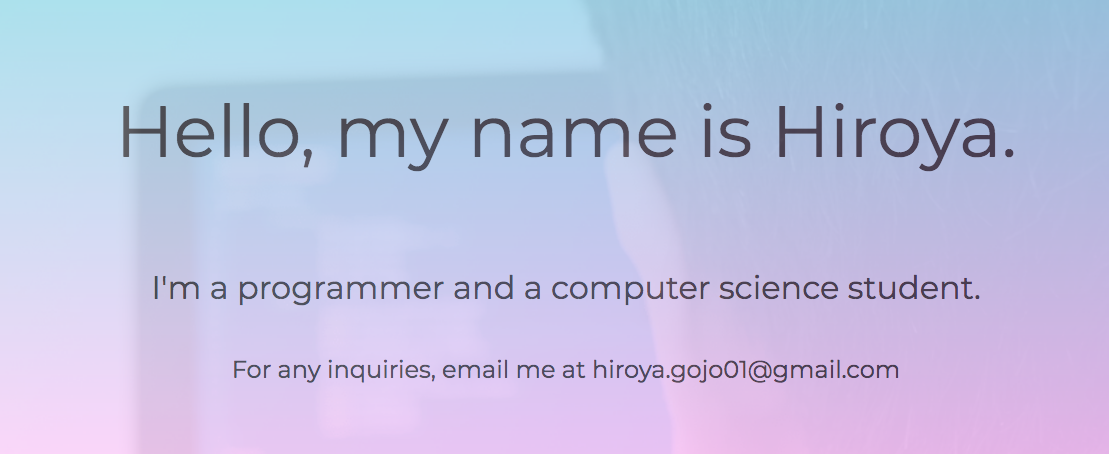 Hello, my name is Hiroya.
I'm a programmer and a computer science student.
For any inquiries, email me at hiroya.gojo01@gmail.com